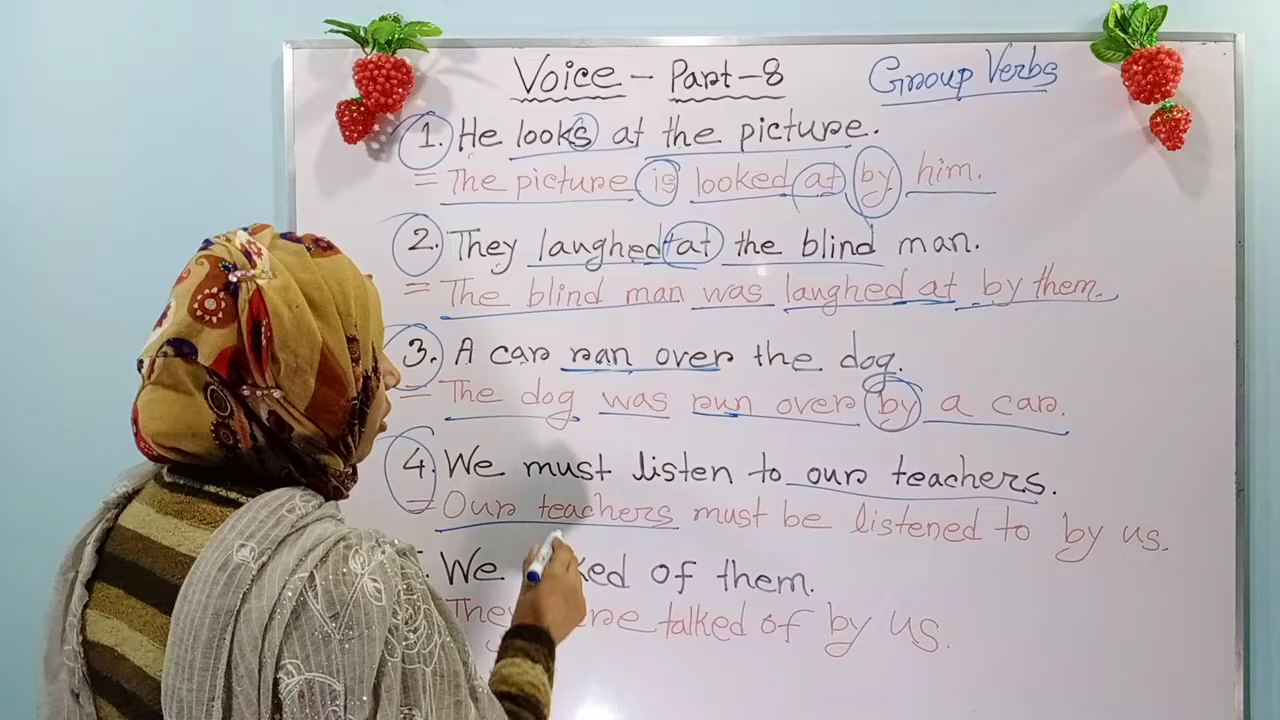 Voice - Part-8
Group Verbs
1. He looks at the picture.
= The picture is looked at by him.
2. They laughed at the blind man.
= The blind man was laughed at by them.
3. A car ran over the dog.
= The dog was run over by a car.
4. We must listen to our teachers.
= Our teachers must be listened to by us.
We of them.
talked of by us.